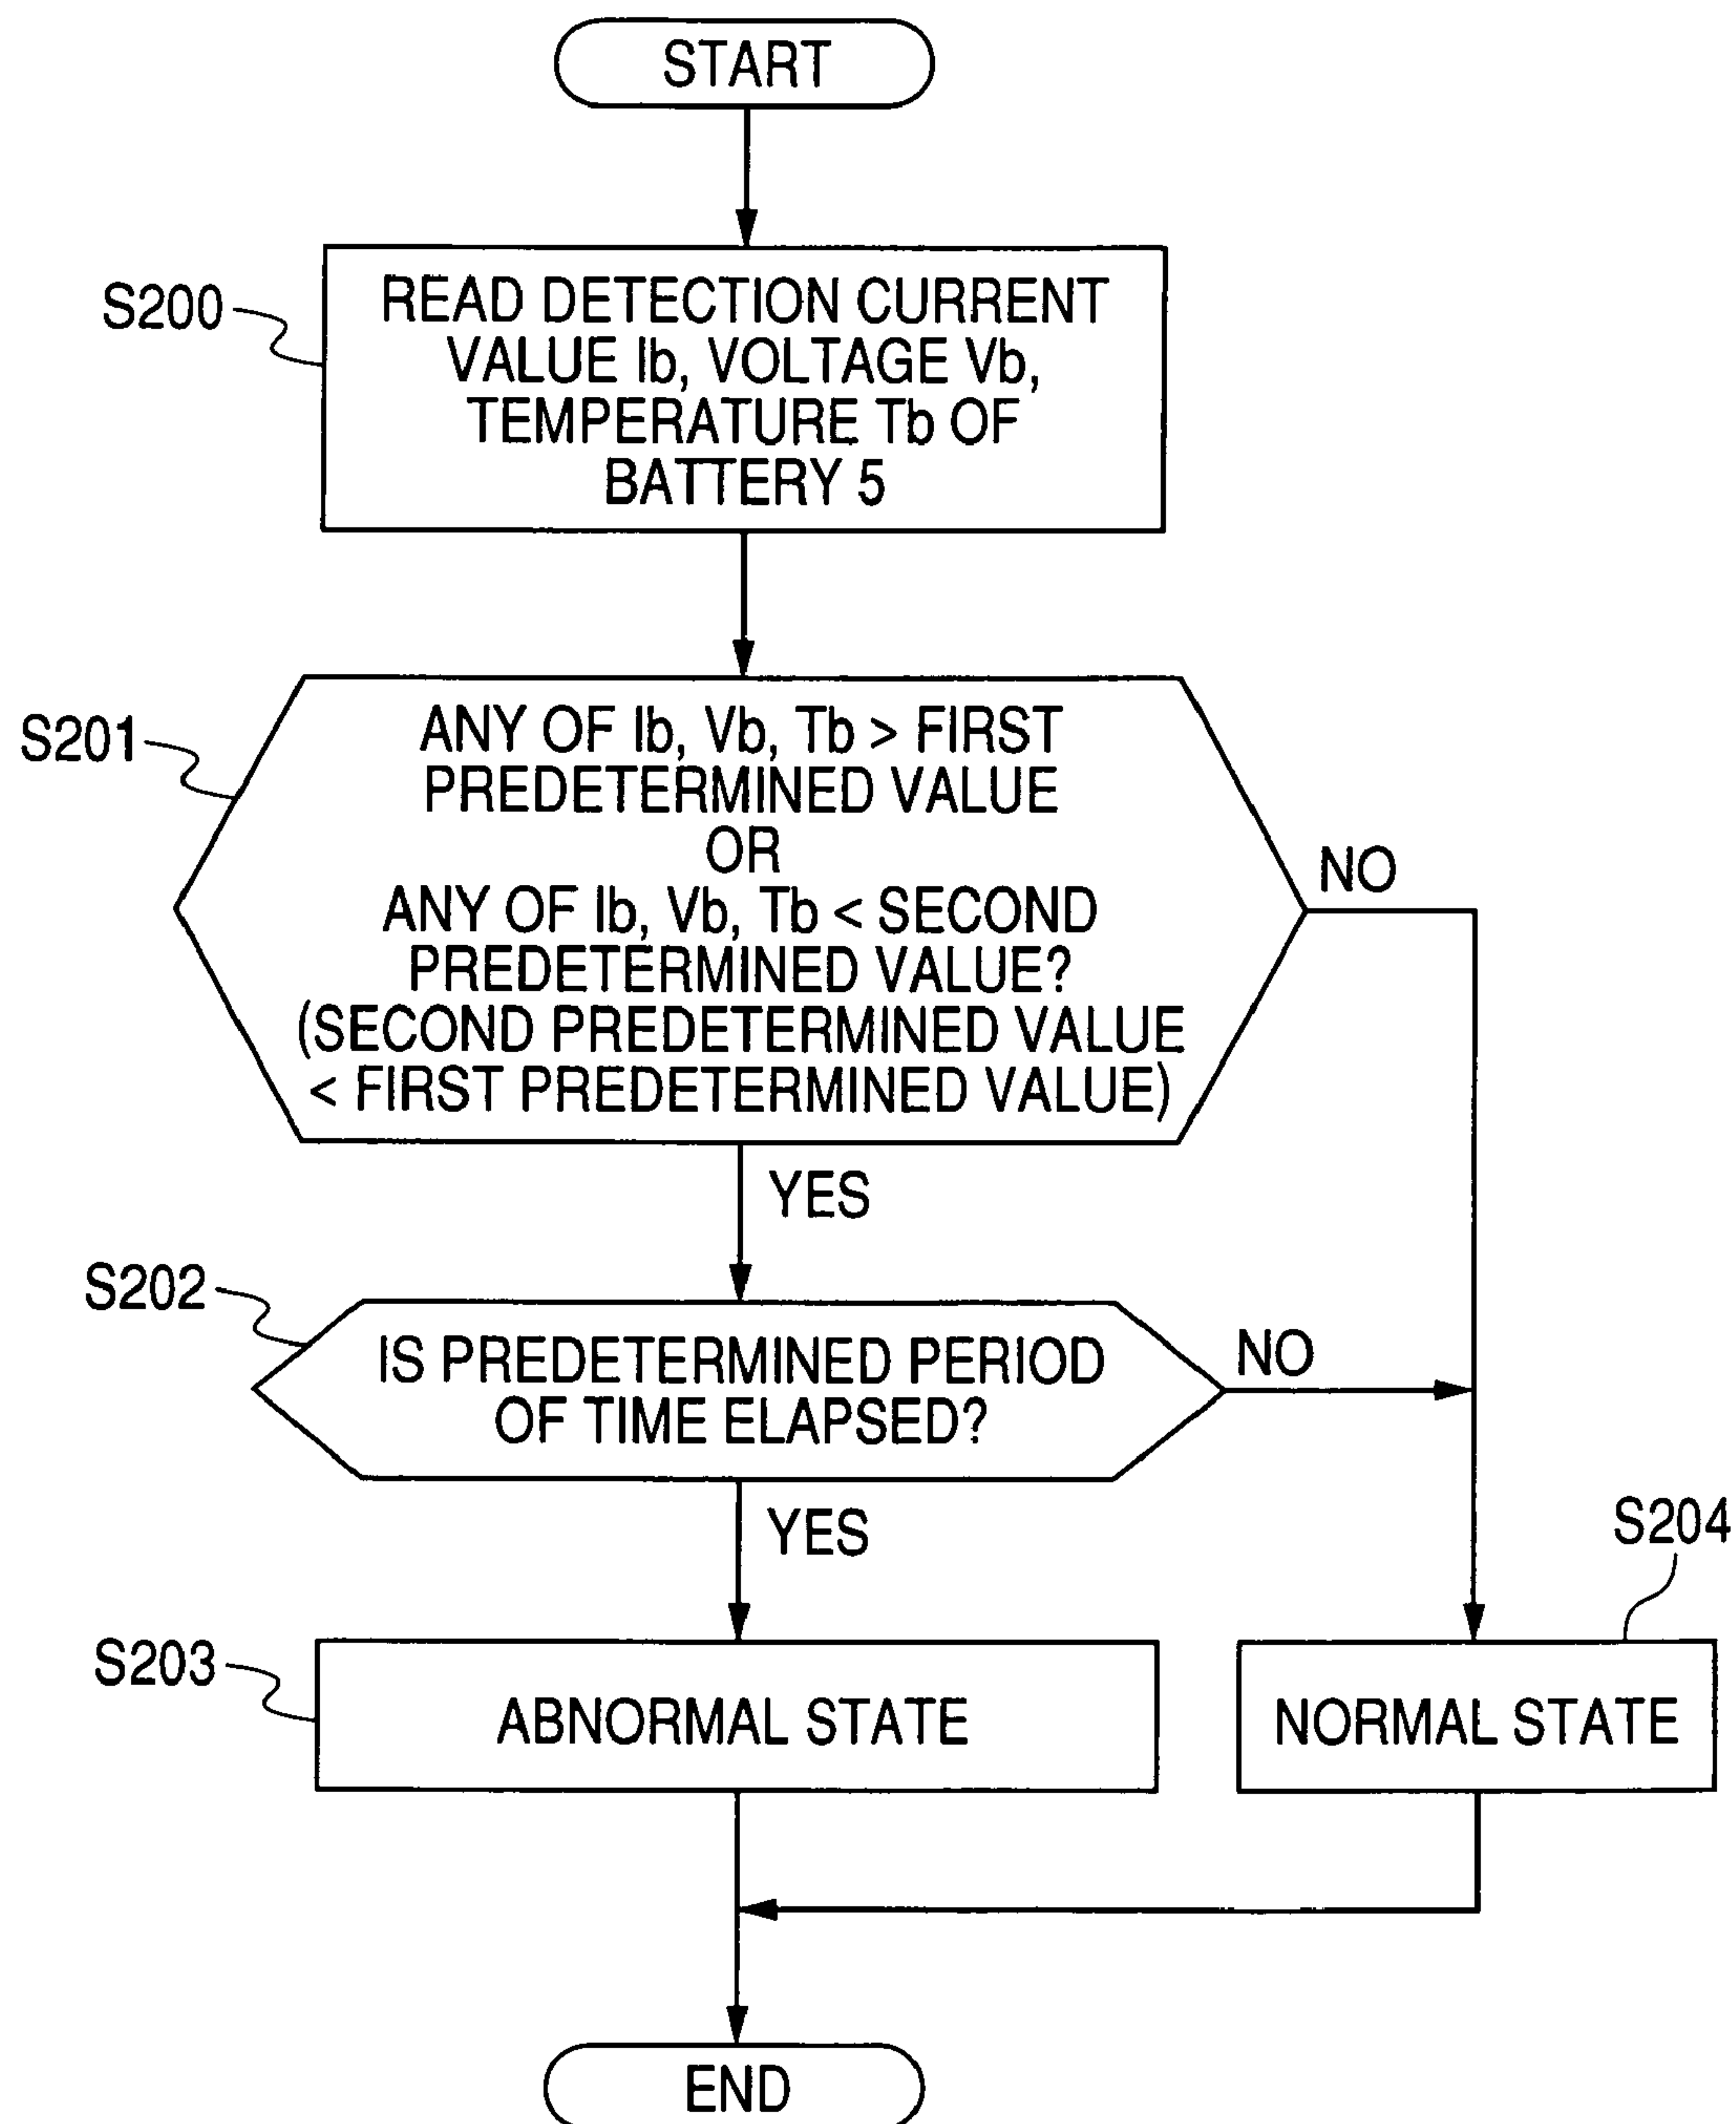 START
S200
READ DETECTION CURRENT
VALUE Ib, VOLTAGE Vb,
TEMPERATURE Tb OF
BATTERY 5
S201
ANY OF Ib, Vb, Tb > FIRST
PREDETERMINED VALUE
OR
ANY OF Ib, Vb, Tb < SECOND
PREDETERMINED VALUE?
(SECOND PREDETERMINED VALUE
< FIRST PREDETERMINED VALUE)
NO
YES
S202
IS PREDETERMINED PERIOD
OF TIME ELAPSED?
NO
YES
S203
ABNORMAL STATE
S204
NORMAL STATE
END